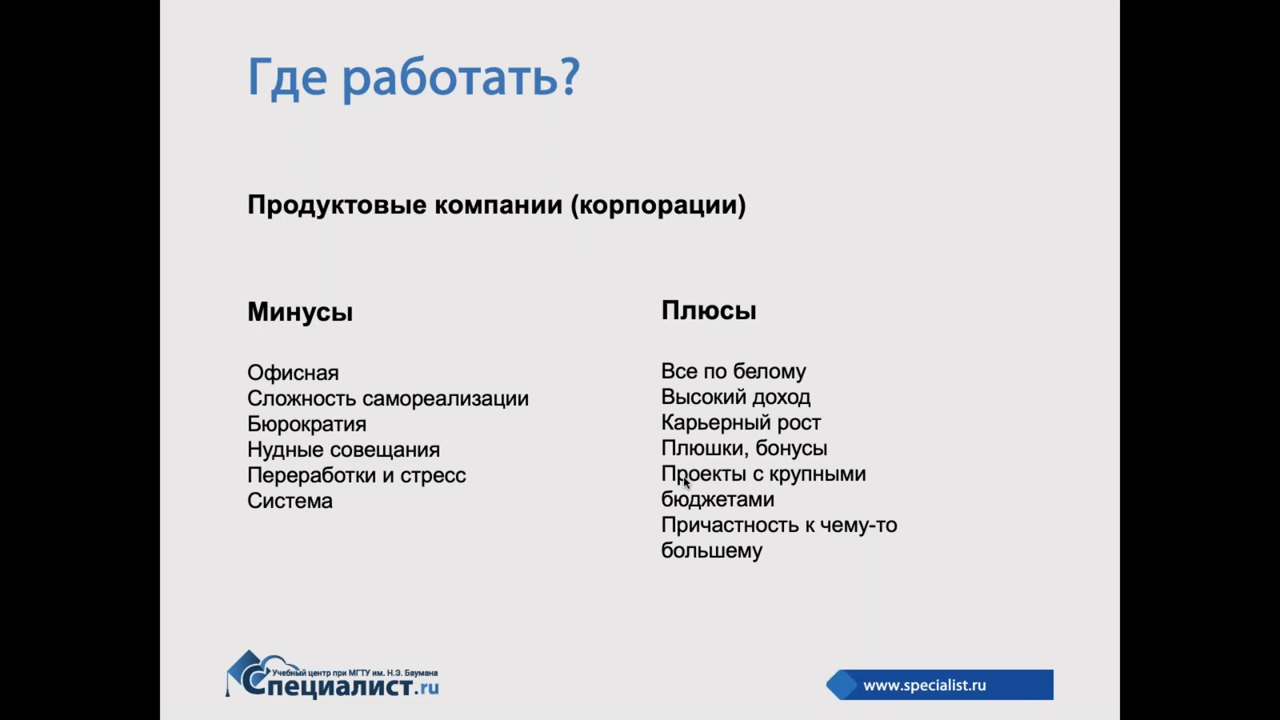 Где работать?
Продуктовые компании (корпорации)
Минусы
Офисная
Сложность самореализации
Бюрократия
Нудные совещания
Переработки и стресс
Система
Плюсы
Все по белому
Высокий доход
Карьерный рост
Плюшки, бонусы
Проекты с крупными
бюджетами
Причастность к чему-то
большему
Учебный центр при МГТУ им. Н.Э. Баумана
Специалист.ru
www.specialist.ru